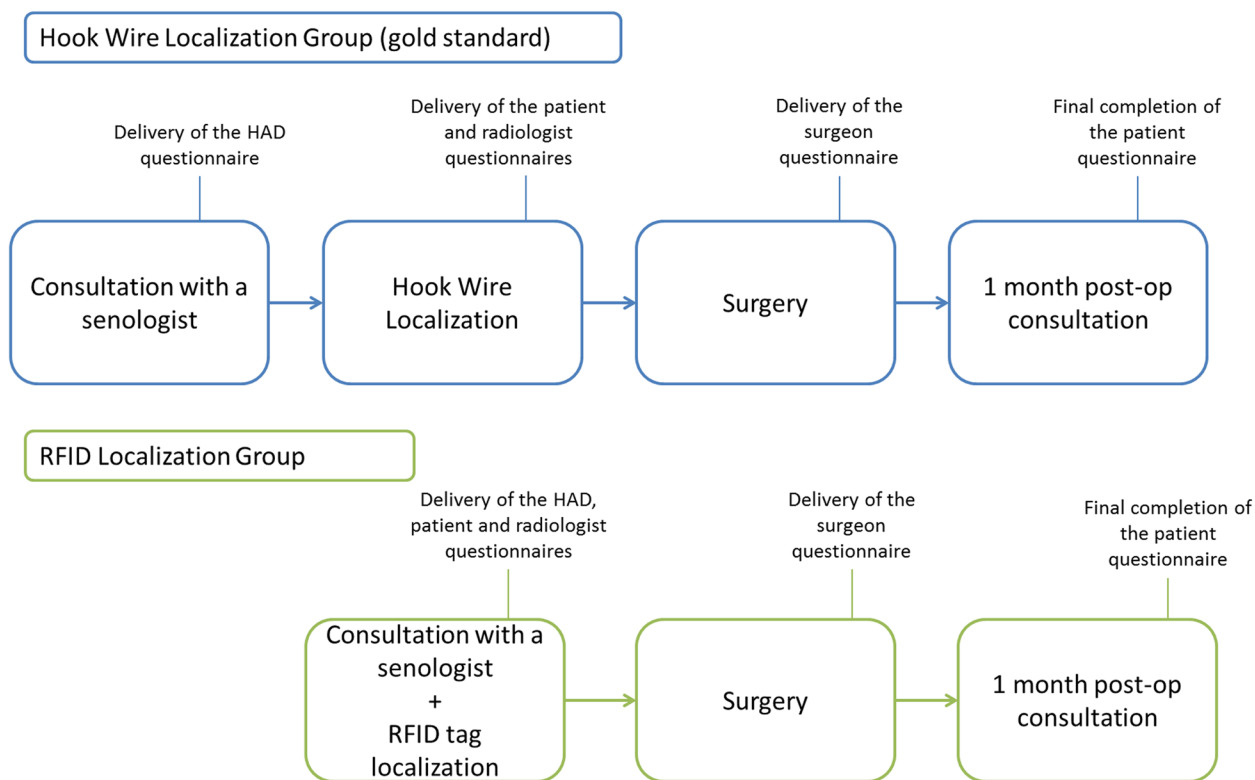 Hook Wire Localization Group (gold standard)
Delivery of the HAD
questionnaire
Delivery of the patient
and radiologist
questionnaires
Delivery of the
surgeon
questionnaire
Final completion of
the patient
questionnaire
Consultation with a
senologist
Hook Wire
Localization
Surgery
1 month post-op
consultation
RFID Localization Group
Delivery of the HAD,
patient and radiologist
questionnaires
Delivery of the
surgeon
questionnaire
Final completion of
the patient
questionnaire
Consultation with a
senologist
+
RFID tag
localization
Surgery
1 month post-op
consultation